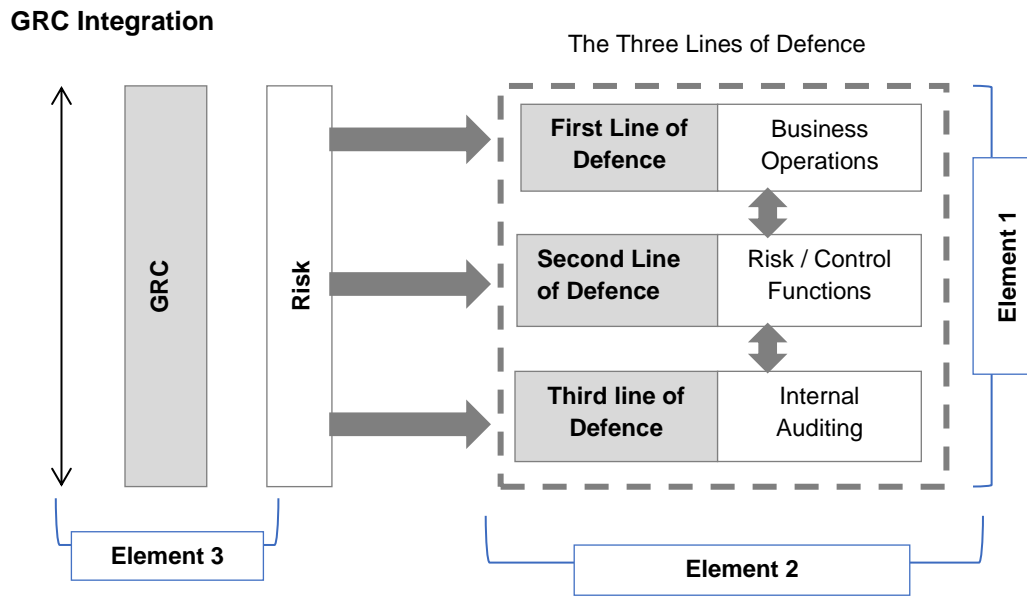 GRC Integration
The Three Lines of Defence
GRC
Risk
First Line of
Defence
Business
Operations
Second Line
of Defence
Risk / Control
Functions
Third line of
Defence
Internal
Auditing
Element 1
Element 3
Element 2